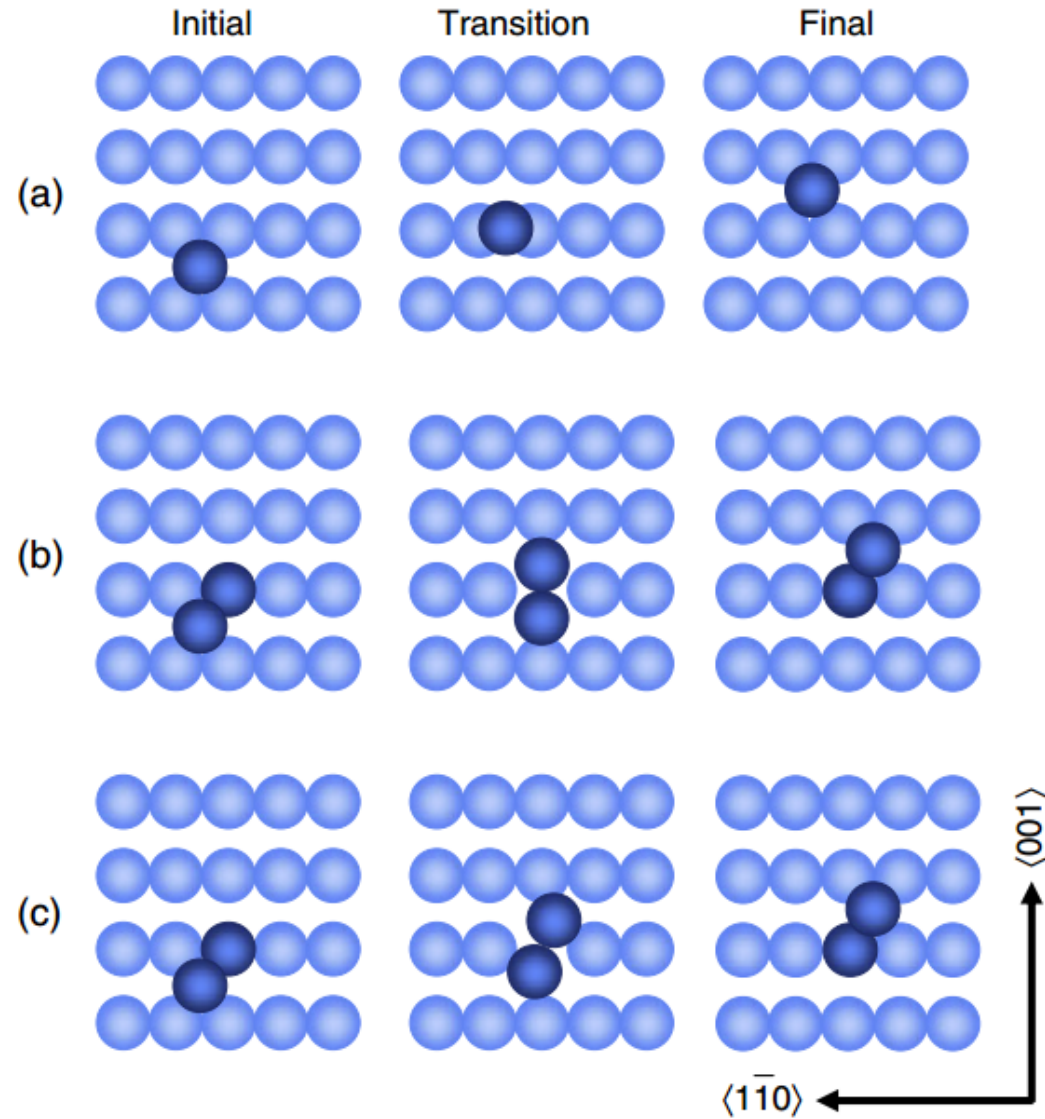 Initial Transition Final
(a)
(b)
(c)
⟨001⟩
⟨11̅0⟩